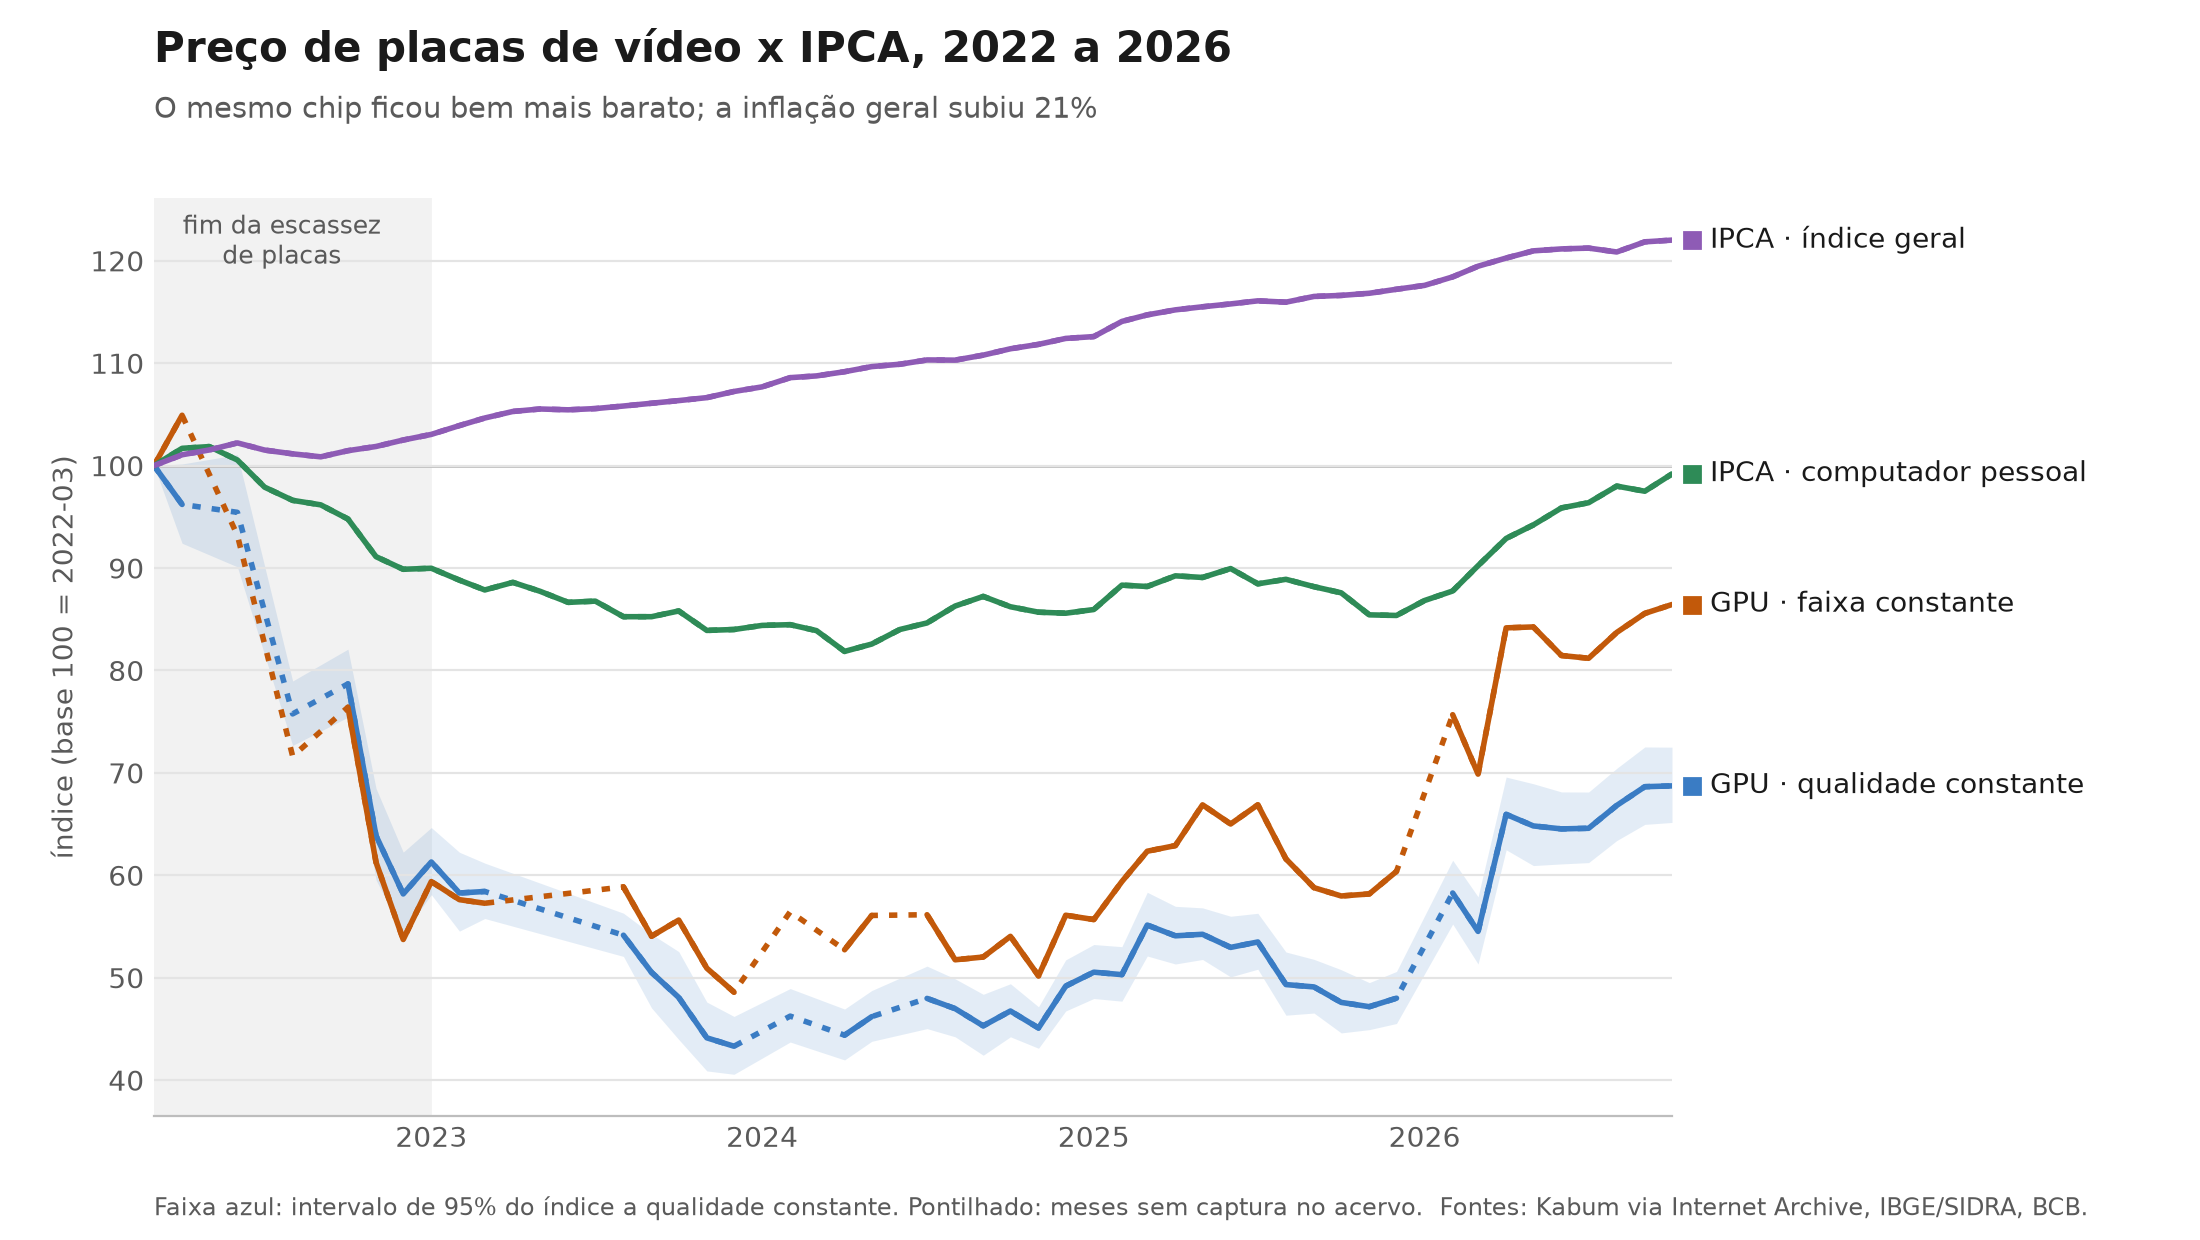 Preço de placas de vídeo x IPCA, 2022 a 2026
O mesmo chip ficou bem mais barato; a inflação geral subiu 21%
fim da escassez
de placas
índice (base 100 = 2022-03)
120
110
100
90
80
70
60
50
40
IPCA · índice geral
IPCA · computador pessoal
GPU · faixa constante
GPU · qualidade constante
2023
2024
2025
2026
Faixa azul: intervalo de 95% do índice a qualidade constante. Pontilhado: meses sem captura no acervo.  Fontes: Kabum via Internet Archive, IBGE/SIDRA, BCB.